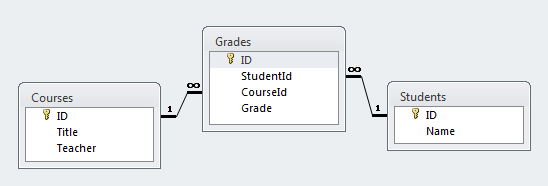 Courses
ID
Title
Teacher
1
∞
Grades
ID
StudentId
CourseId
Grade
∞
1
Students
ID
Name